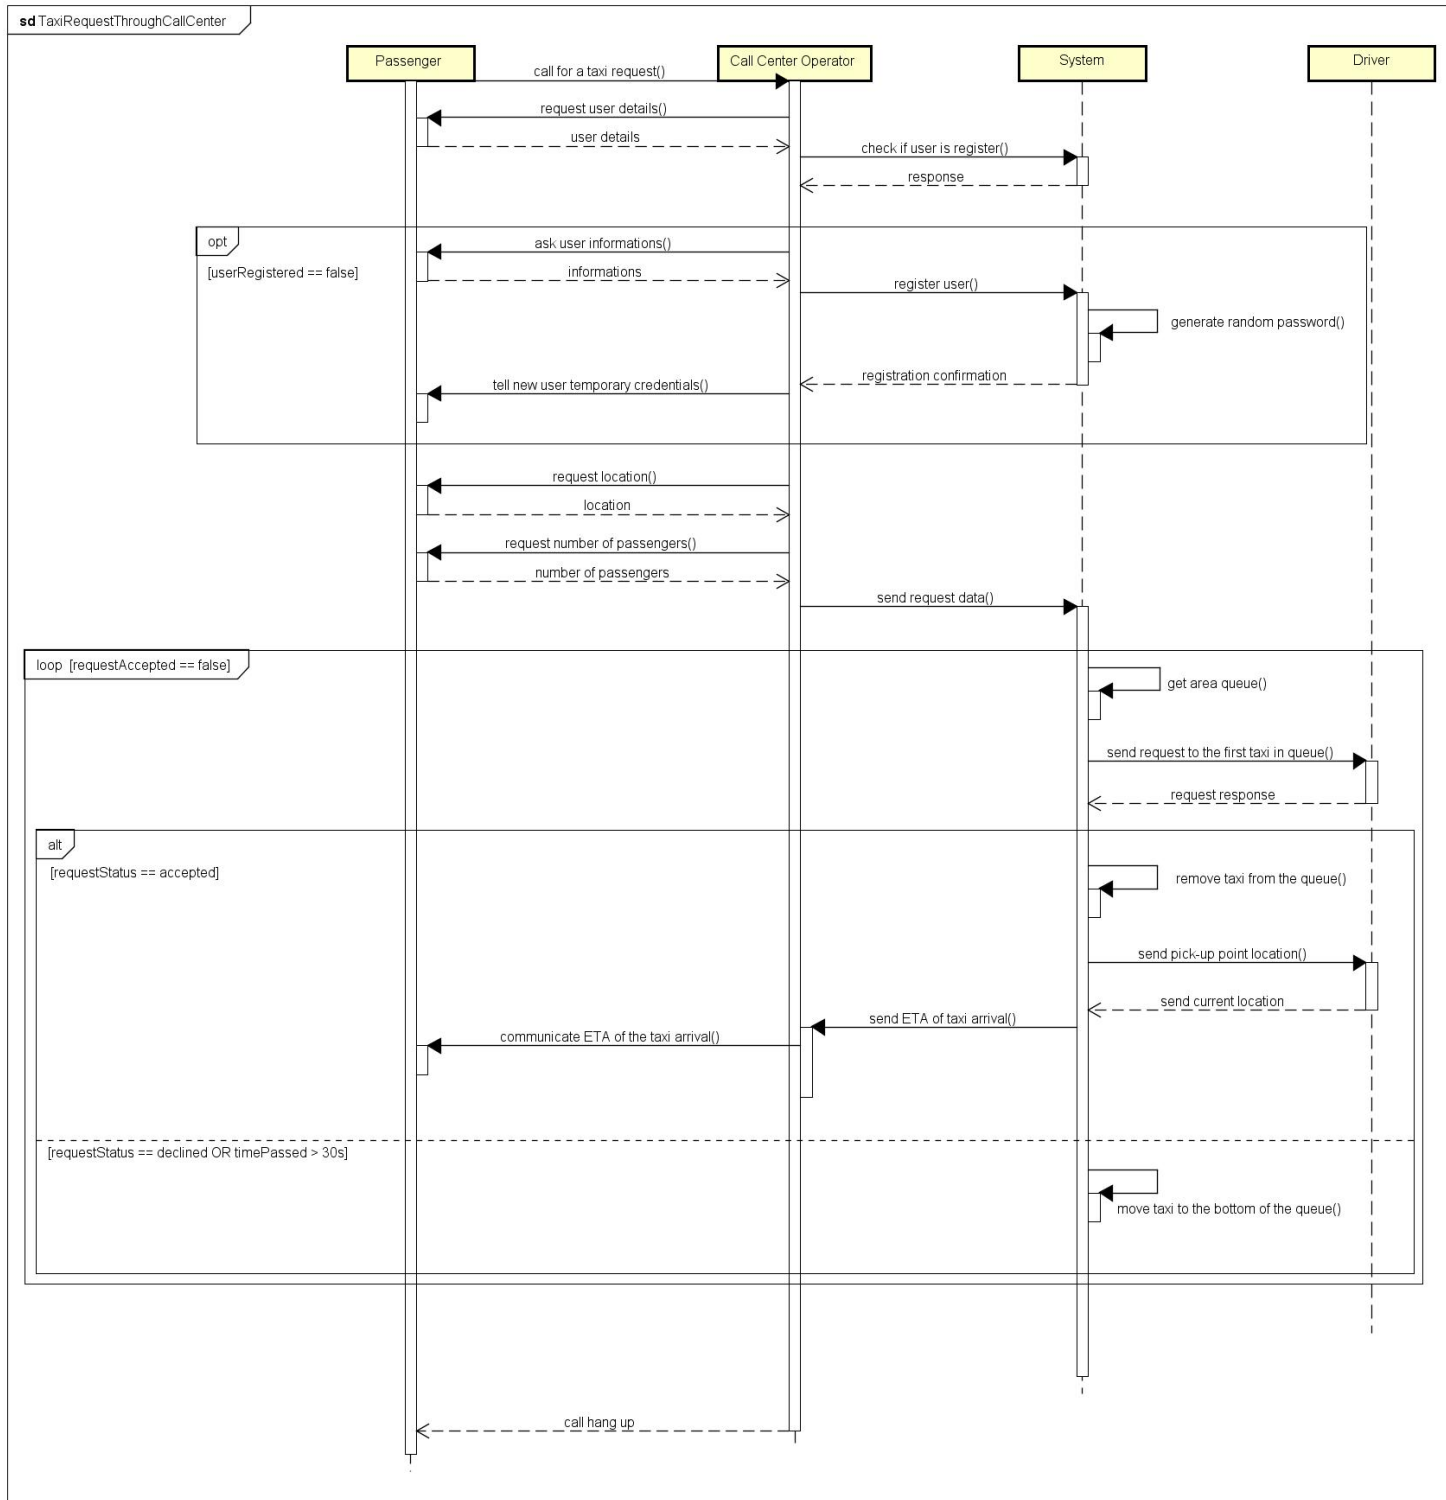 sd TaxiRequestThroughCallCenter
Passenger
Call Center Operator
System
Driver
call for a taxi request()
request user details()
user details
check if user is register()
response
opt
ask user informations()
[userRegistered == false]
informations
register user()
generate random password()
registration confirmation
tell new user temporary credentials()
request location()
location
request number of passengers()
number of passengers
send request data()
loop [requestAccepted == false]
get area queue()
send request to the first taxi in queue()
request response
alt
[requestStatus == accepted]
remove taxi from the queue()
send pick-up point location()
send current location
send ETA of taxi arrival()
communicate ETA of the taxi arrival()
[requestStatus == declined OR timePassed > 30s]
move taxi to the bottom of the queue()
call hang up